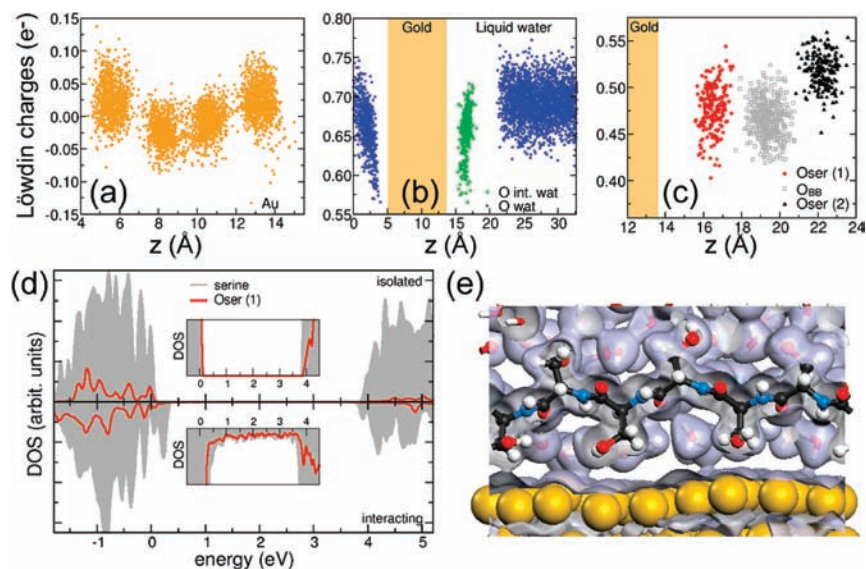 Löwdin charges (e⁻)
0.15
0.10
0.05
0.00
-0.05
-0.10
-0.15
(a)
Au
4 6 8 10 12 14
z (Å)
0.80
0.75
0.70
0.65
0.60
0.55
0.50
Gold
Liquid water
(b)
O int. wat
O wat
0 5 10 15 20 25 30
z (Å)
0.55
0.50
0.45
0.40
Gold
(c)
Oser (1)
OBB
Oser (2)
12 14 16 18 20 22 24
z (Å)
(d)
serine
Oser (1)
isolated
DOS
0 1 2 3 4
DOS
0 1 2 3 4
interacting
DOS (arbit. units)
-1 0 1 2 3 4 5
energy (eV)
(e)